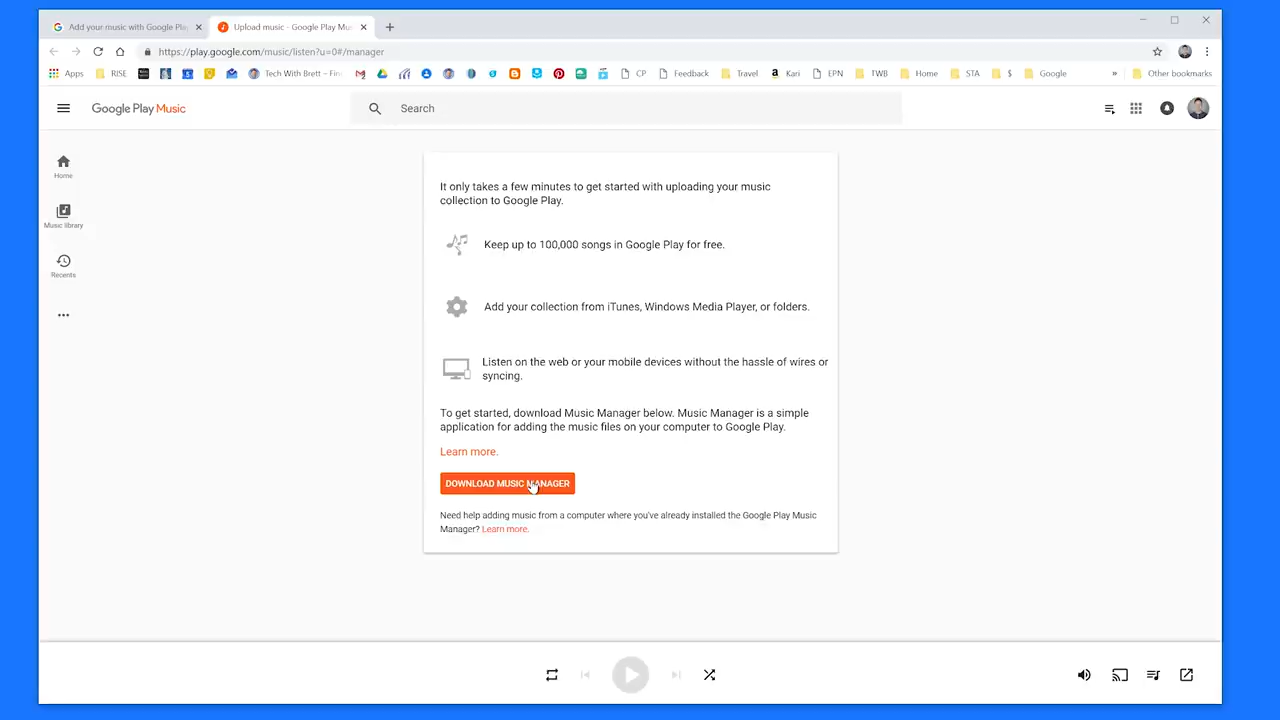 Add your music with Google Pla
Upload music - Google Play Mus
https://play.google.com/music/listen?u=0#/manager
Apps RISE Tech With Brett – Fin CP Feedback Travel Kari EPN TWB Home STA $ Google » Other bookmarks
Google Play Music
Search
Home
Music library
Recents
It only takes a few minutes to get started with uploading your music
collection to Google Play.
Keep up to 100,000 songs in Google Play for free.
Add your collection from iTunes, Windows Media Player, or folders.
Listen on the web or your mobile devices without the hassle of wires or
syncing.
To get started, download Music Manager below. Music Manager is a simple
application for adding the music files on your computer to Google Play.
Learn more.
DOWNLOAD MUSIC MANAGER
Need help adding music from a computer where you've already installed the Google Play Music
Manager? Learn more.